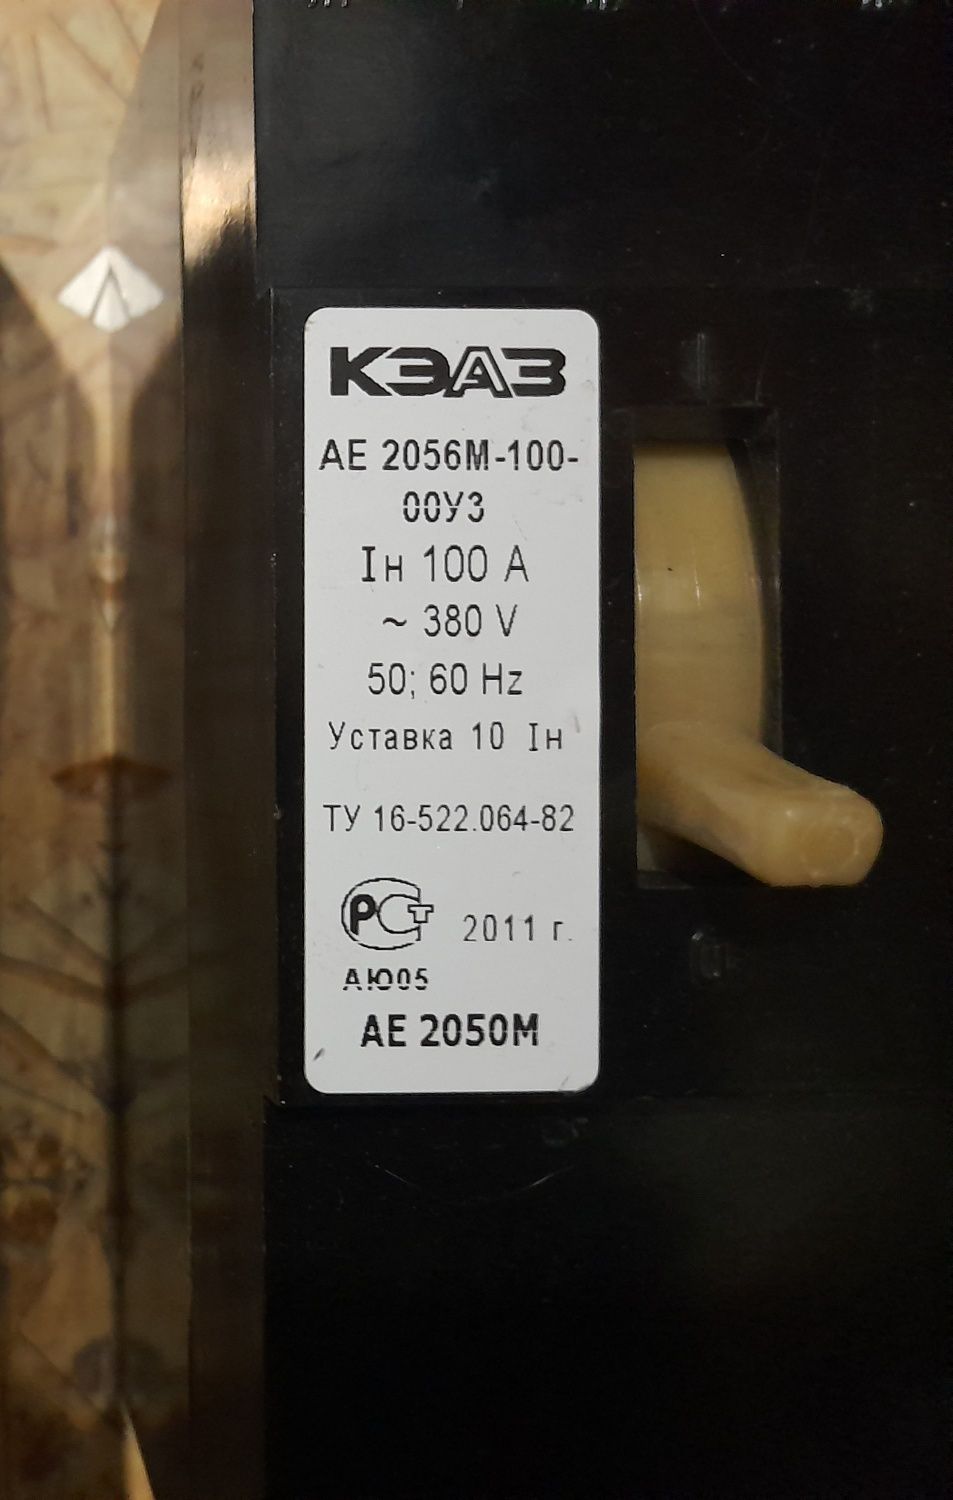 КЭАЗ
АЕ 2056М-100-
00У3
Iн 100 А
~ 380 V
50; 60 Hz
Уставка 10 Iн
ТУ 16-522.064-82
РСТ 2011 г.
АЮ05
АЕ 2050М